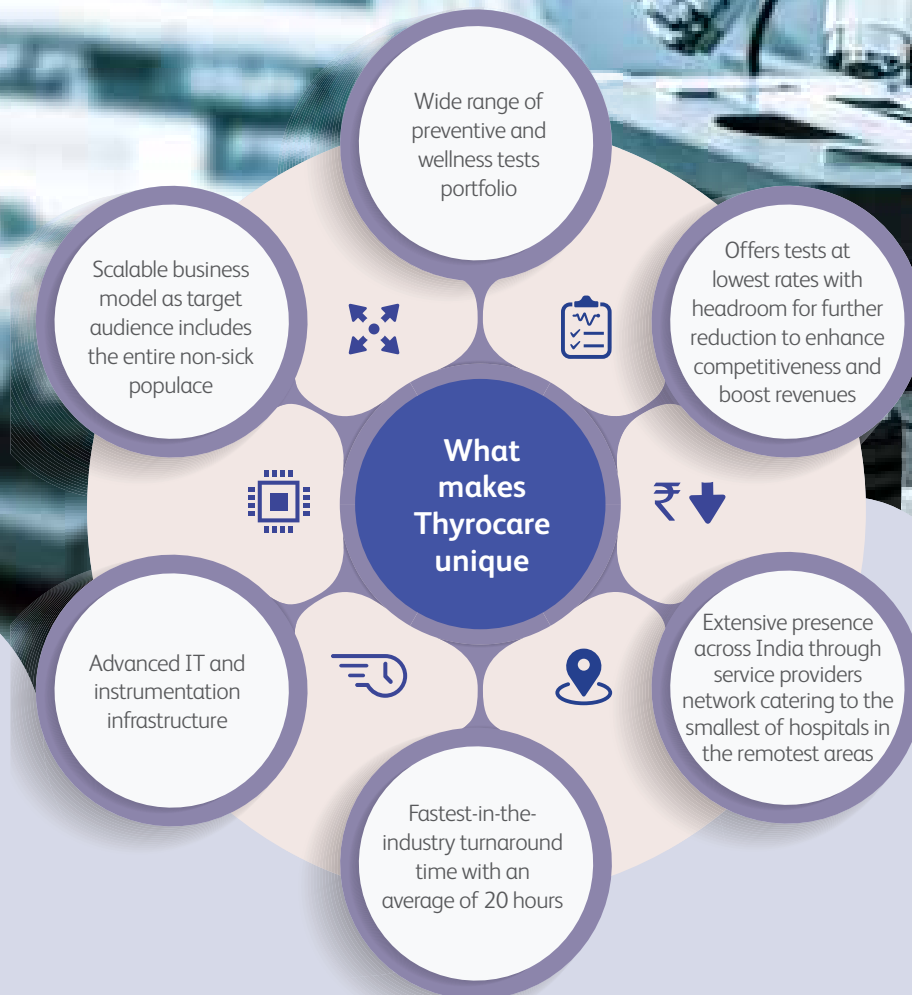 Wide range of
preventive and
wellness tests
portfolio
Offers tests at
lowest rates with
headroom for further
reduction to enhance
competitiveness and
boost revenues
Scalable business
model as target
audience includes
the entire non-sick
populace
What
makes
Thyrocare
unique
₹
Extensive presence
across India through
service providers
network catering to the
smallest of hospitals in
the remotest areas
Advanced IT and
instrumentation
infrastructure
Fastest-in-the-
industry turnaround
time with an
average of 20 hours